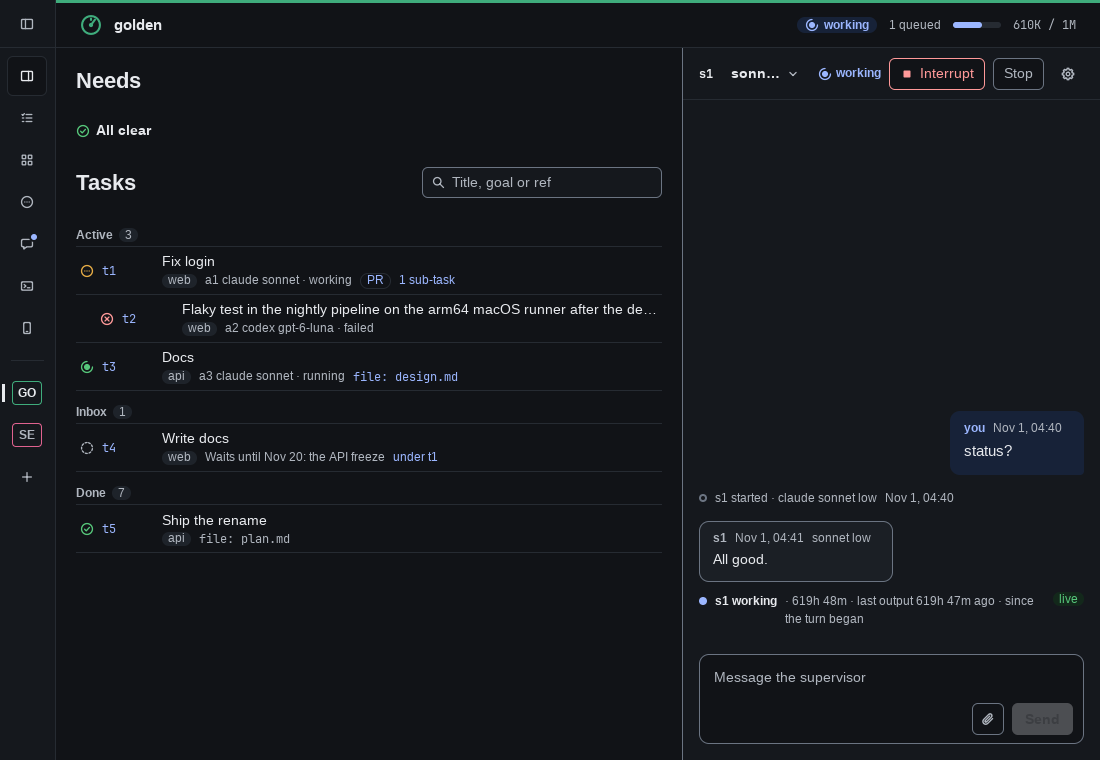 golden
working 1 queued 610K / 1M
GO
SE
Needs
All clear
Tasks
Title, goal or ref
Active 3
t1 Fix login
web a1 claude sonnet · working PR 1 sub-task
t2 Flaky test in the nightly pipeline on the arm64 macOS runner after the de…
web a2 codex gpt-6-luna · failed
t3 Docs
api a3 claude sonnet · running file: design.md
Inbox 1
t4 Write docs
web Waits until Nov 20: the API freeze under t1
Done 7
t5 Ship the rename
api file: plan.md
s1 sonn… working Interrupt Stop
you Nov 1, 04:40
status?
s1 started · claude sonnet low Nov 1, 04:40
s1 Nov 1, 04:41 sonnet low
All good.
s1 working · 619h 48m · last output 619h 47m ago · since
the turn began
live
Message the supervisor
Send